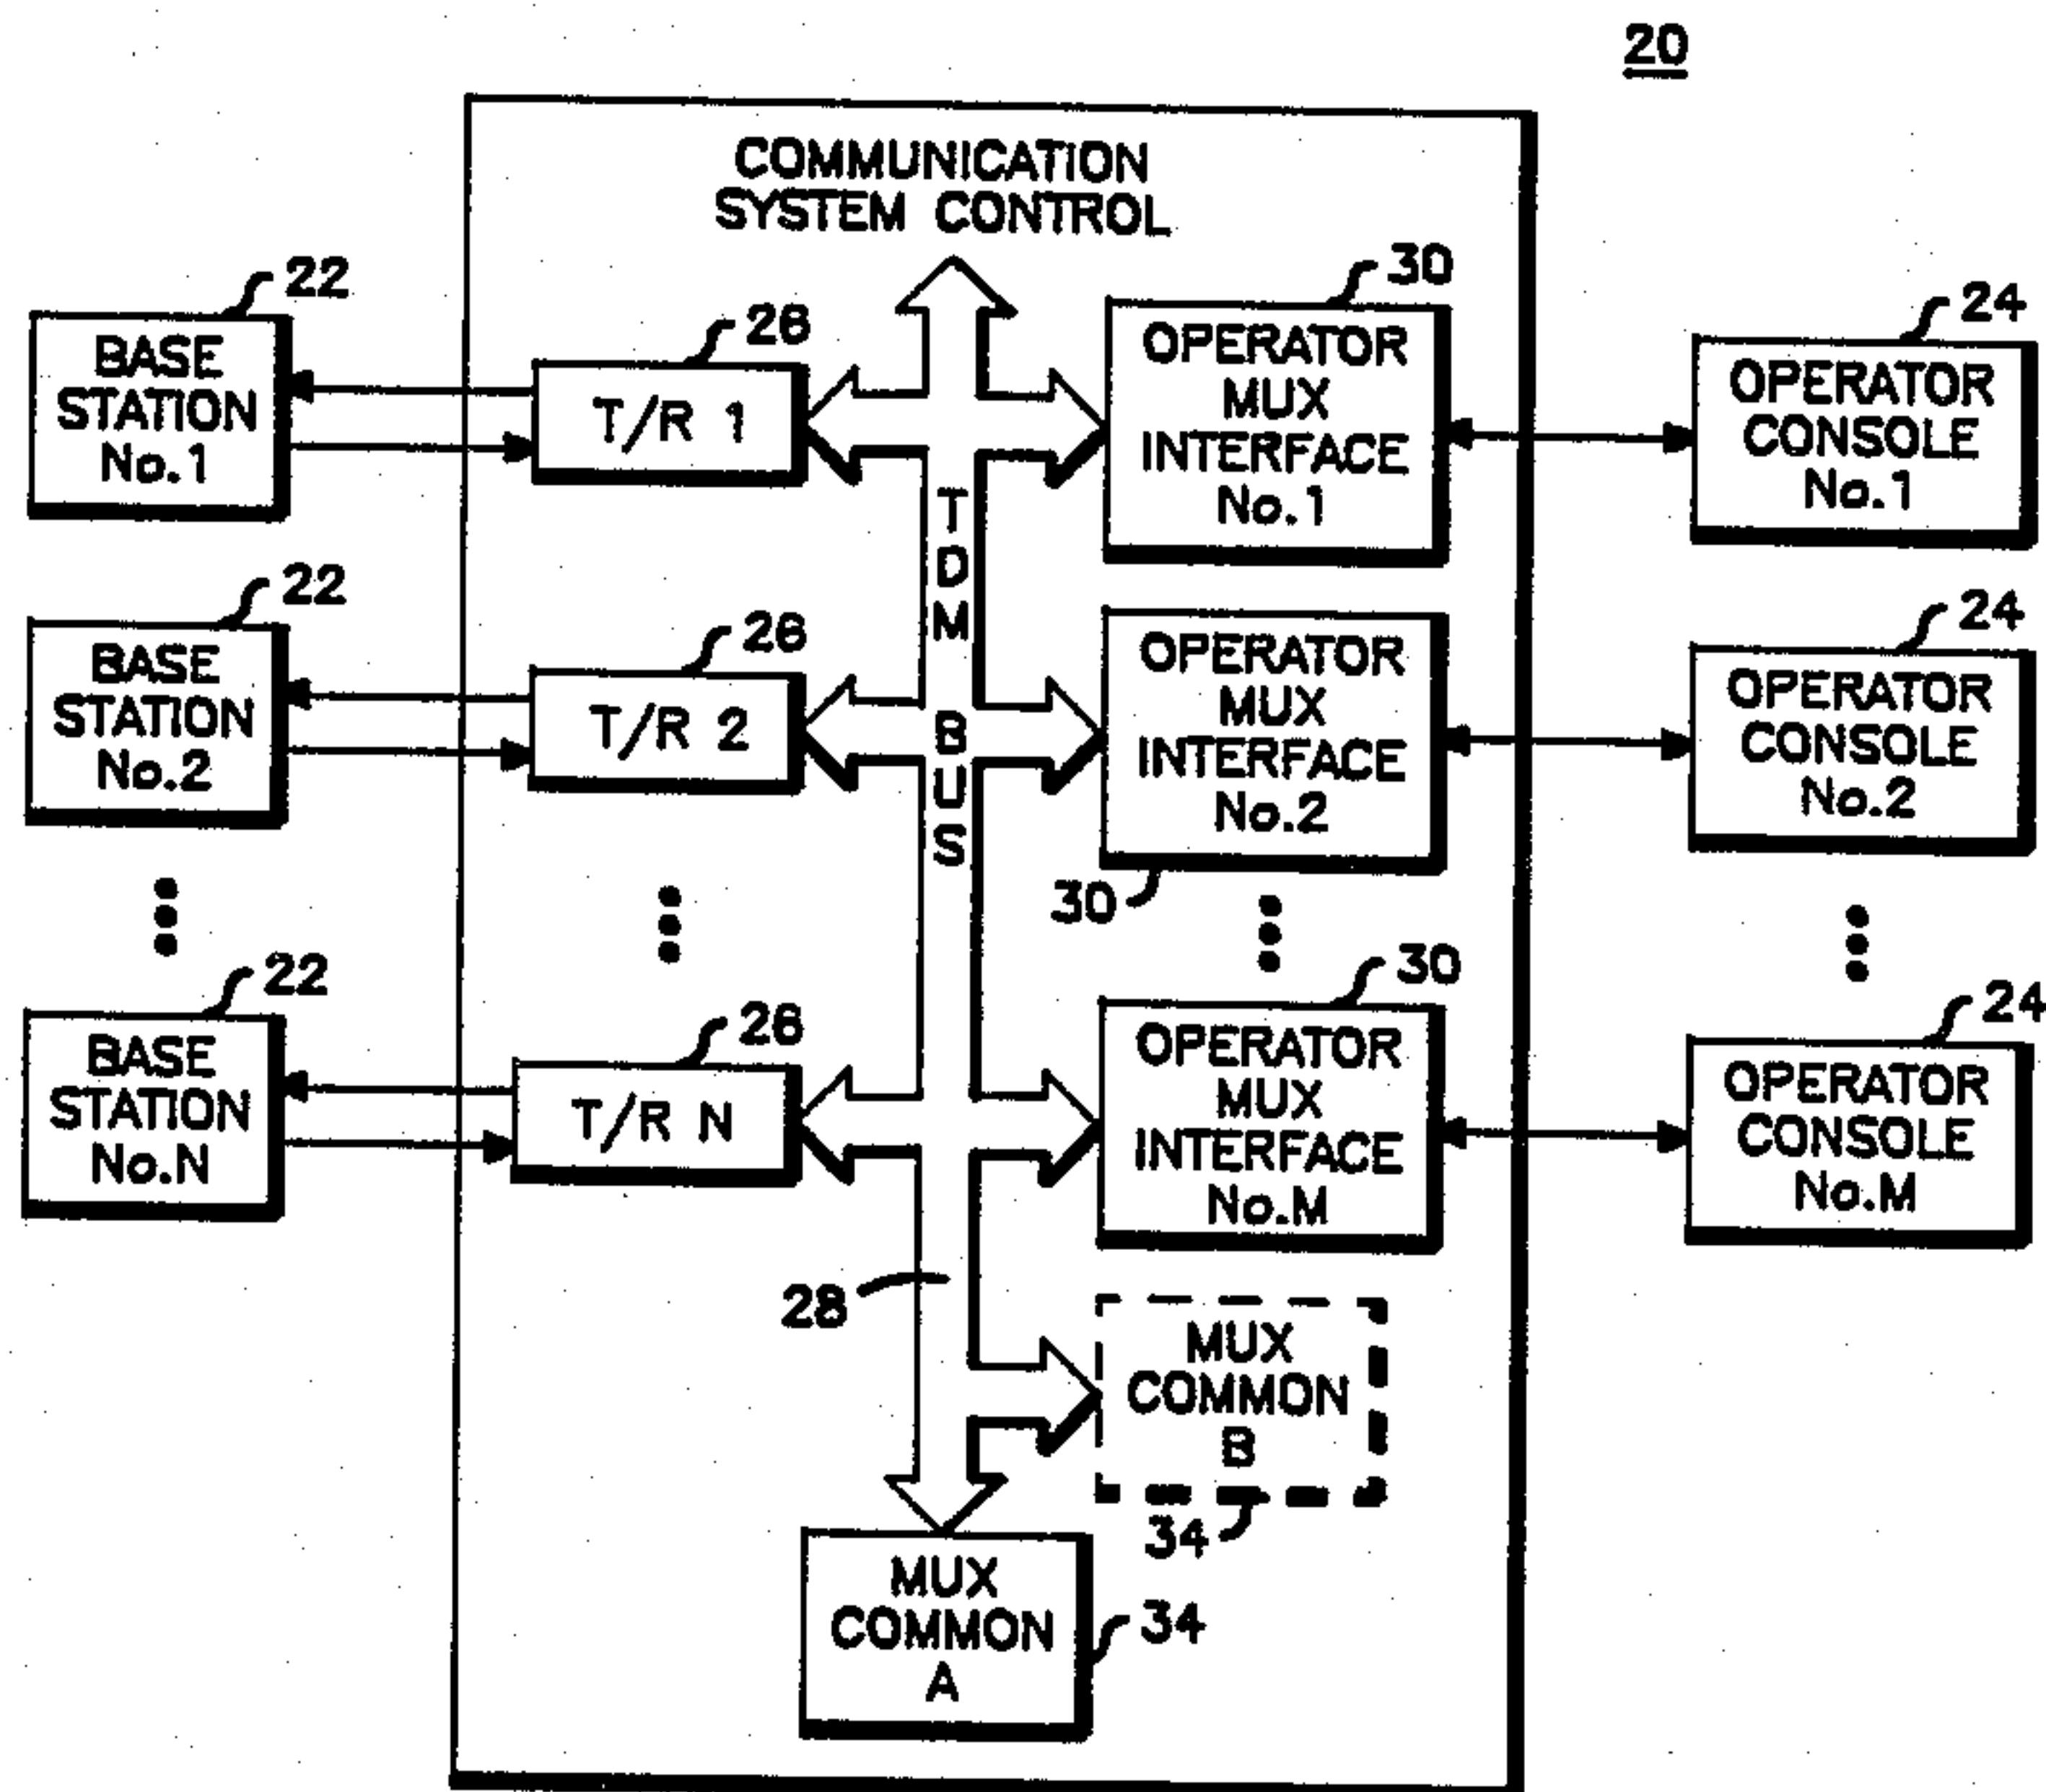 20
COMMUNICATION
SYSTEM CONTROL
22
BASE
STATION
No.1
26
T/R 1
30
OPERATOR
MUX
INTERFACE
No.1
24
OPERATOR
CONSOLE
No.1
TDM BUS
22
BASE
STATION
No.2
26
T/R 2
OPERATOR
MUX
INTERFACE
No.2
30
24
OPERATOR
CONSOLE
No.2
22
BASE
STATION
No.N
26
T/R N
30
OPERATOR
MUX
INTERFACE
No.M
24
OPERATOR
CONSOLE
No.M
28
MUX
COMMON
B
34
MUX
COMMON
A
34